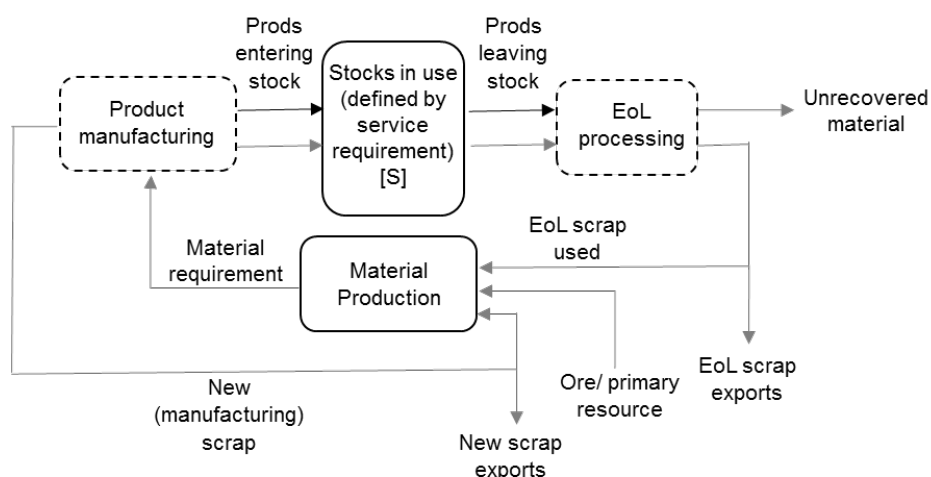 Prods
entering
stock
Prods
leaving
stock
Product
manufacturing
Stocks in use
(defined by
service
requirement)
[S]
EoL
processing
Unrecovered
material
EoL scrap
used
Material
requirement
Material
Production
New
(manufacturing)
scrap
New scrap
exports
Ore/ primary
resource
EoL scrap
exports